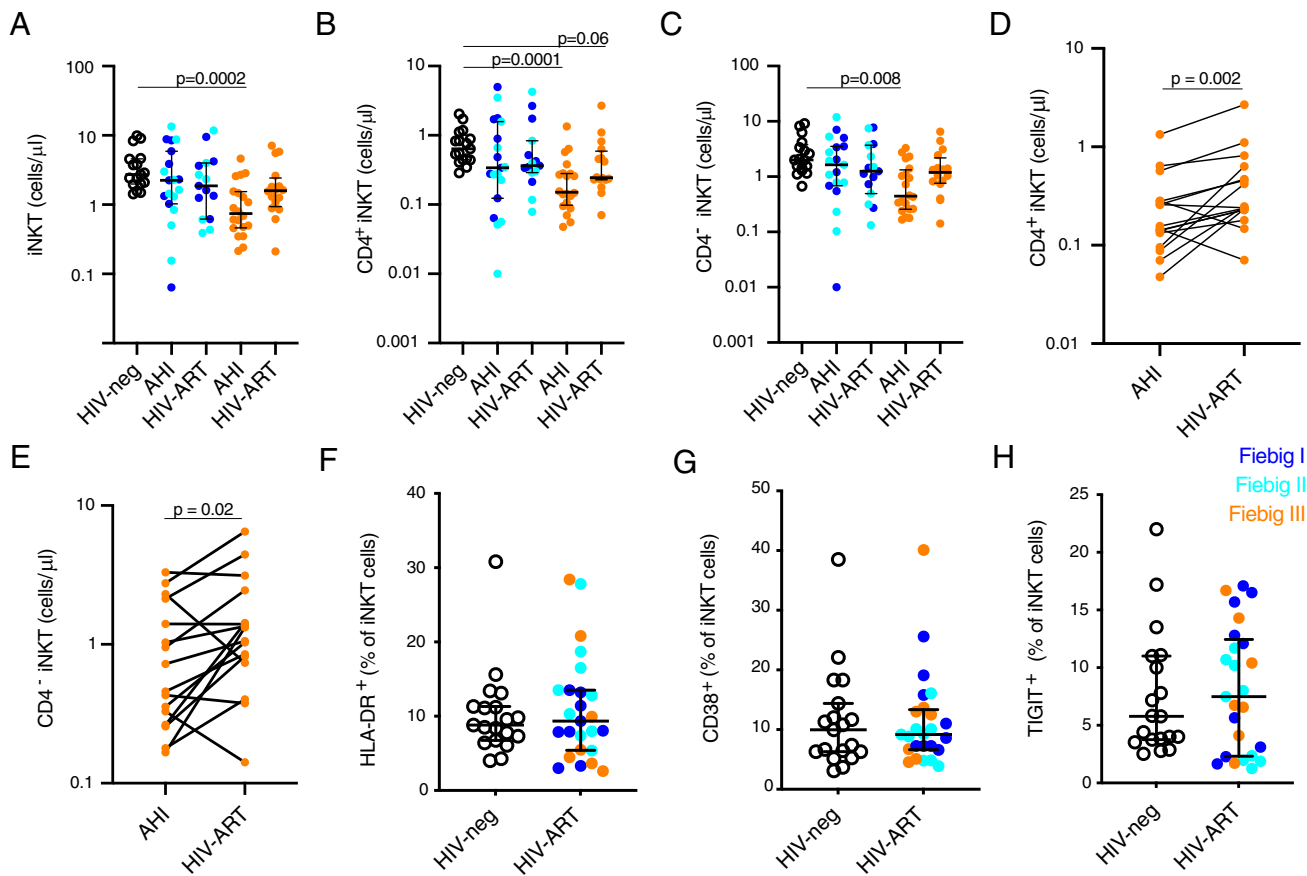 A
iNKT (cells/µl)
100
10
1
0.1
p=0.0002
HIV-neg
AHI
HIV-ART
AHI
HIV-ART
B
CD4+ iNKT (cells/µl)
10
1
0.1
0.01
0.001
p=0.06
p=0.0001
HIV-neg
AHI
HIV-ART
AHI
HIV-ART
C
CD4- iNKT (cells/µl)
100
10
1
0.1
0.01
0.001
p=0.008
HIV-neg
AHI
HIV-ART
AHI
HIV-ART
D
CD4+ iNKT (cells/µl)
10
1
0.1
0.01
p = 0.002
AHI
HIV-ART
E
CD4- iNKT (cells/µl)
10
1
0.1
p = 0.02
AHI
HIV-ART
F
HLA-DR+ (% of iNKT cells)
40
30
20
10
0
HIV-neg
HIV-ART
G
CD38+ (% of iNKT cells)
50
40
30
20
10
0
HIV-neg
HIV-ART
H
Fiebig I
Fiebig II
Fiebig III
TIGIT+ (% of iNKT cells)
25
20
15
10
5
0
HIV-neg
HIV-ART